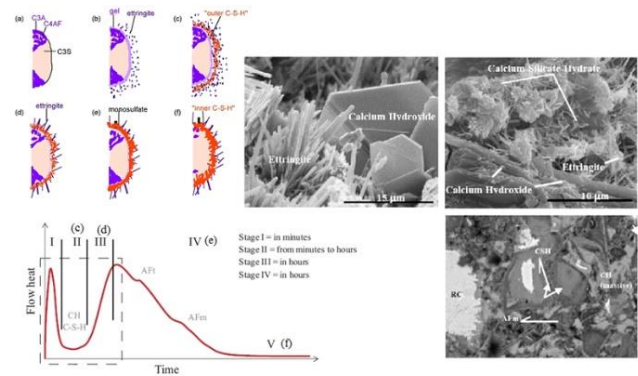 (a)
C3A
C4AF
C3S
(b)
gel
ettringite
(c)
"outer C-S-H"
(d)
ettringite
(e)
monosulfate
(f)
"inner C-S-H"
Calcium Hydroxide
Ettringite
15 µm
Calcium Silicate Hydrate
Ettringite
Calcium Hydroxide
10 µm
(c)
(d)
I
II
III
IV (e)
Stage I = in minutes
Stage II = from minutes to hours
Stage III = in hours
Stage IV = in hours
Flow heat
CH
C-S-H
AFt
AFm
V (f)
Time
RC
CSH
CH
(massive)
AFm